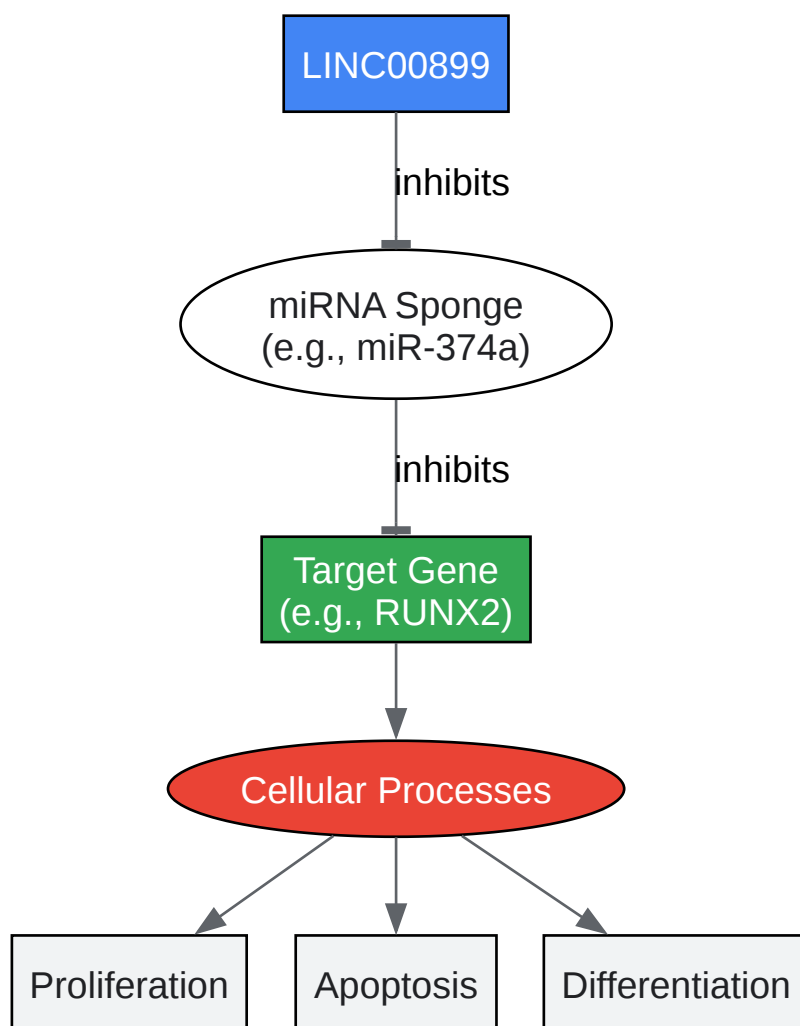 LINC00899
inhibits
miRNA Sponge
(e.g., miR-374a)
inhibits
Target Gene
(e.g., RUNX2)
Cellular Processes
Proliferation
Apoptosis
Differentiation